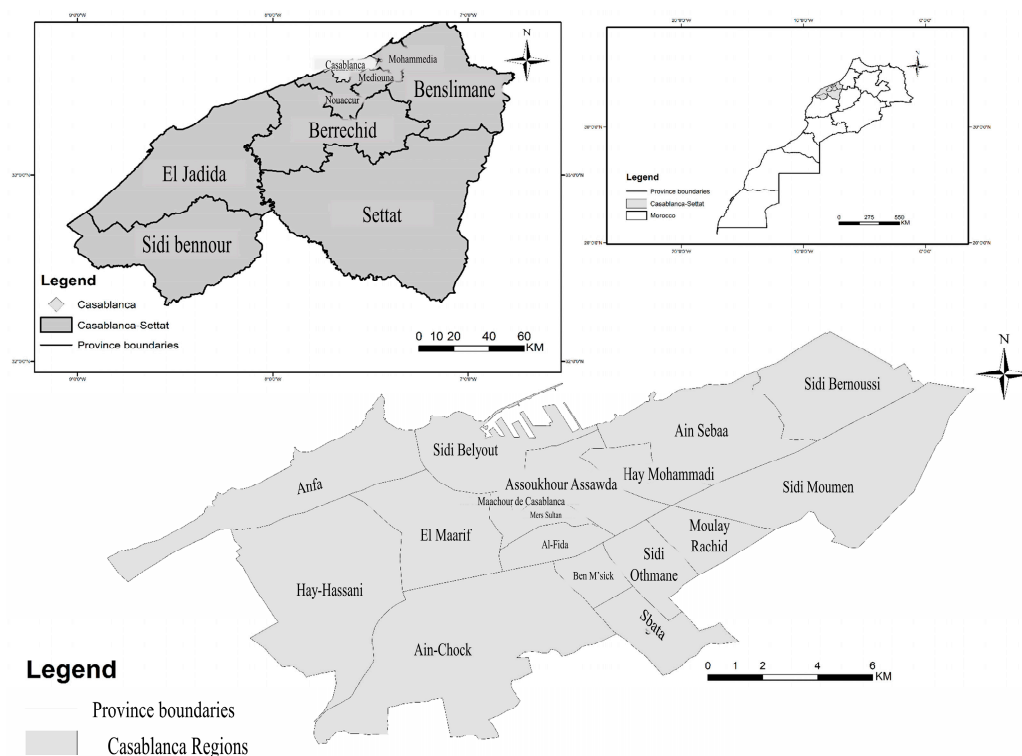 N
Casablanca
Mohammedia
Mediouna
Benslimane
Nouaccur
Berrechid
El Jadida
Settat
Sidi bennour
Legend
Casablanca
Casablanca-Settat
Province boundaries
0 10 20 40 60
KM
N
Legend
Province boundaries
Casablanca-Settat
Morocco
0 275 550
KM
N
Sidi Bernoussi
Ain Sebaa
Sidi Belyout
Hay Mohammadi
Anfa
Assoukhour Assawda
Sidi Moumen
Maachour de Casablanca
Mers Sultan
El Maarif
Moulay
Rachid
Al-Fida
Sidi
Othmane
Ben M'sick
Hay-Hassani
Sbata
Ain-Chock
0 1 2 4 6
KM
Legend
Province boundaries
Casablanca Regions